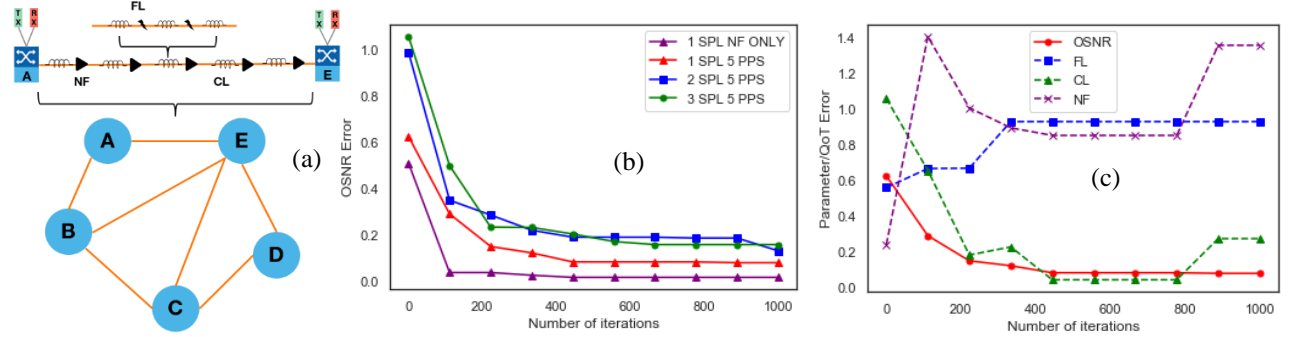 FL
T X
R X
T X
R X
A
NF
CL
E
A
E
B
D
C
(a)
OSNR Error
1.0
0.8
0.6
0.4
0.2
0.0
0
200
400
600
800
1000
Number of iterations
1 SPL NF ONLY
1 SPL 5 PPS
2 SPL 5 PPS
3 SPL 5 PPS
(b)
Parameter/QoT Error
1.4
1.2
1.0
0.8
0.6
0.4
0.2
0.0
0
200
400
600
800
1000
Number of iterations
OSNR
FL
CL
NF
(c)